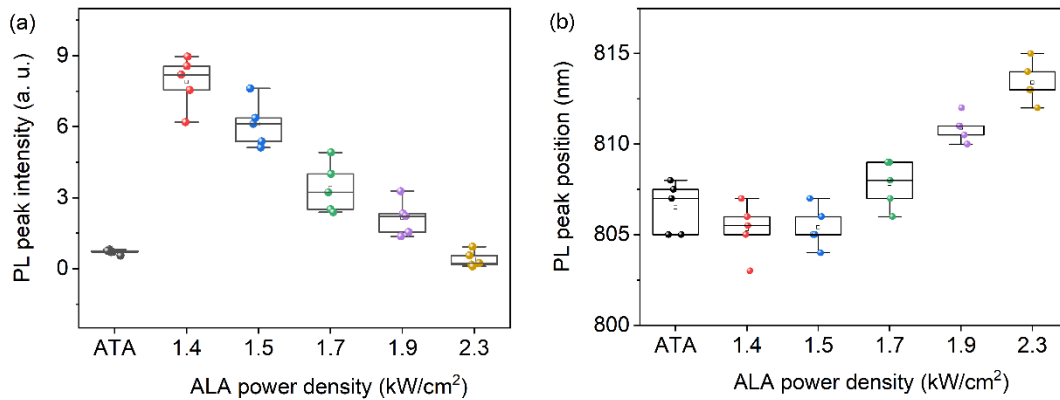 (a)
PL peak intensity (a. u.)
9
6
3
0
ATA 1.4 1.5 1.7 1.9 2.3
ALA power density (kW/cm²)
(b)
PL peak position (nm)
815
810
805
800
ATA 1.4 1.5 1.7 1.9 2.3
ALA power density (kW/cm²)